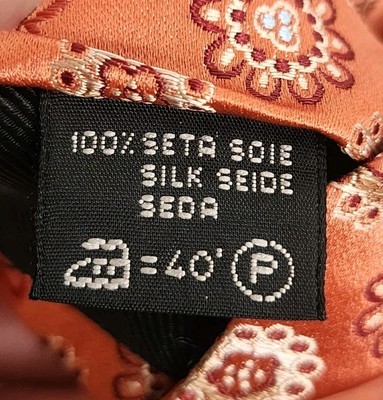 100% SETA SOIE
SILK SEIDE
SEDA
=40' P